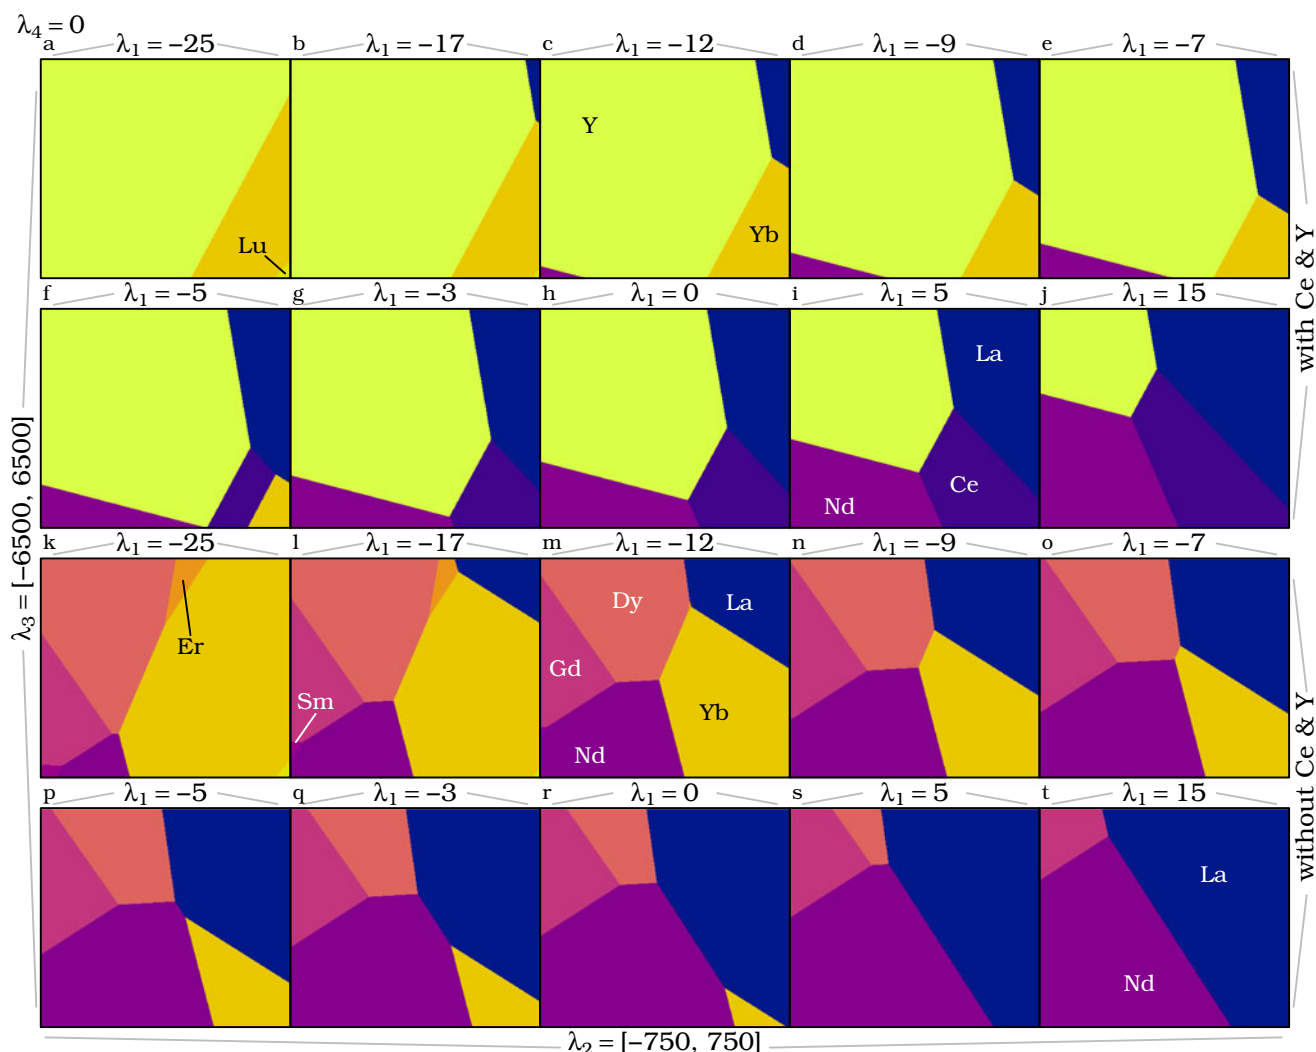 λ4 = 0
a λ1 = –25 b λ1 = –17 c λ1 = –12 d λ1 = –9 e λ1 = –7
Y
Lu
Yb
f λ1 = –5 g λ1 = –3 h λ1 = 0 i λ1 = 5 j λ1 = 15
La
Ce
Nd
with Ce & Y
k λ1 = –25 l λ1 = –17 m λ1 = –12 n λ1 = –9 o λ1 = –7
Er
Sm
Dy
La
Gd
Yb
Nd
p λ1 = –5 q λ1 = –3 r λ1 = 0 s λ1 = 5 t λ1 = 15
La
Nd
without Ce & Y
λ3 = [–6500, 6500]
λ2 = [–750, 750]